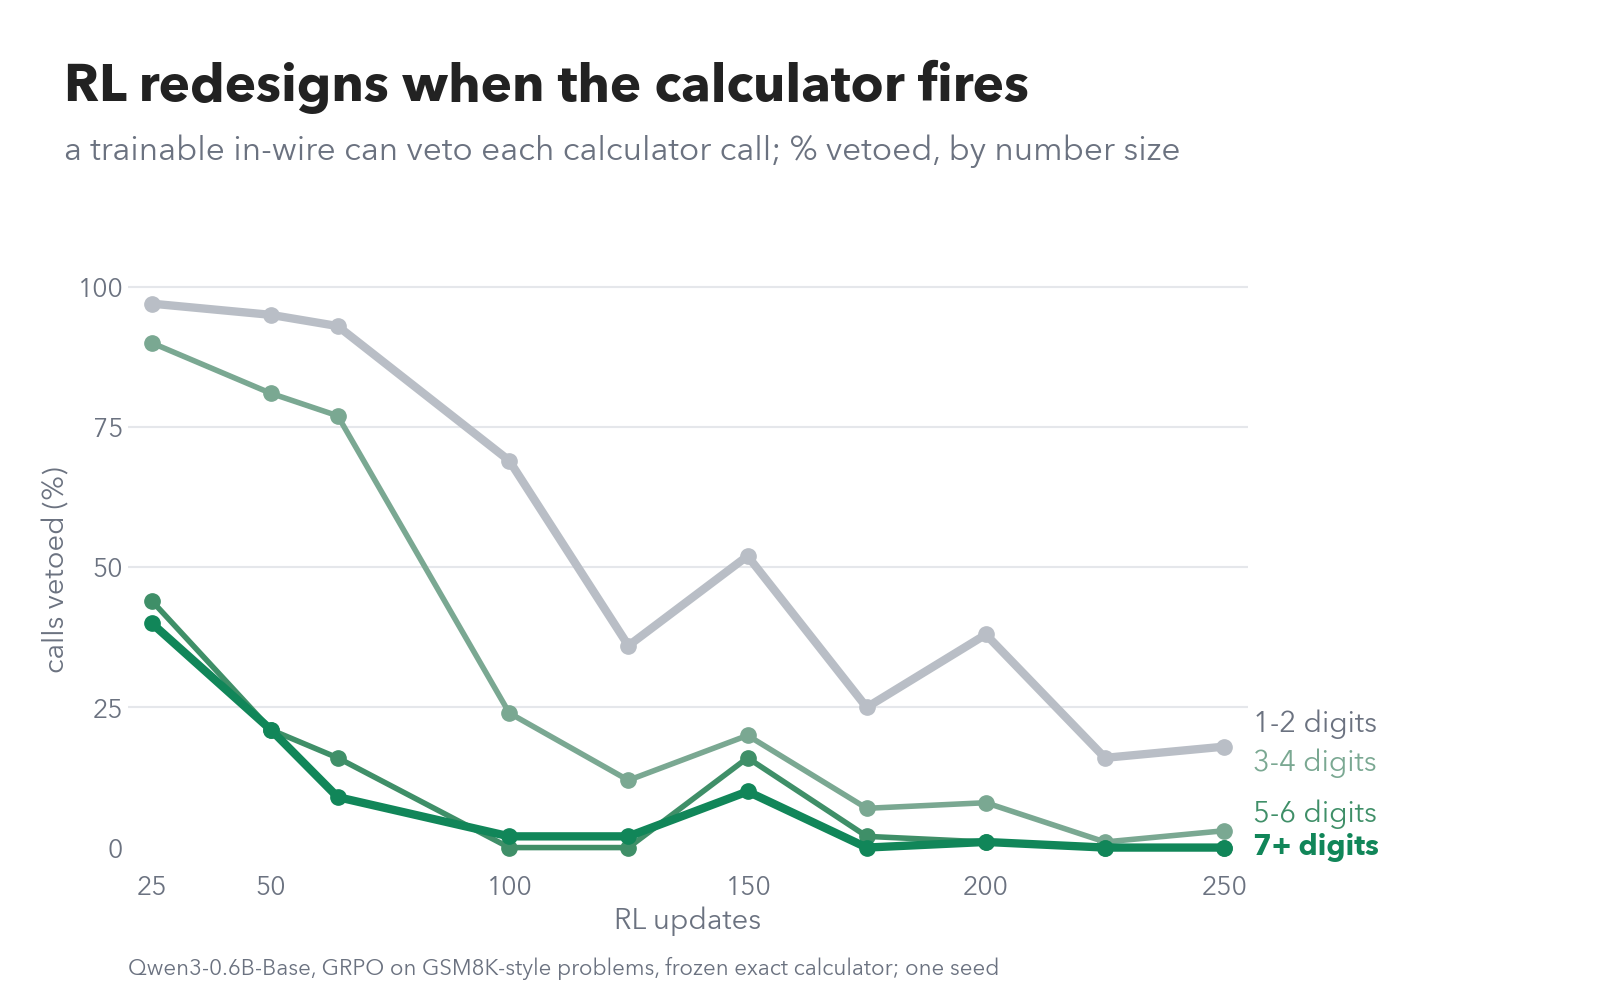 RL redesigns when the calculator fires
a trainable in-wire can veto each calculator call; % vetoed, by number size
100
75
50
25
0
calls vetoed (%)
1-2 digits
3-4 digits
5-6 digits
7+ digits
25 50 100 150 200 250
RL updates
Qwen3-0.6B-Base, GRPO on GSM8K-style problems, frozen exact calculator; one seed